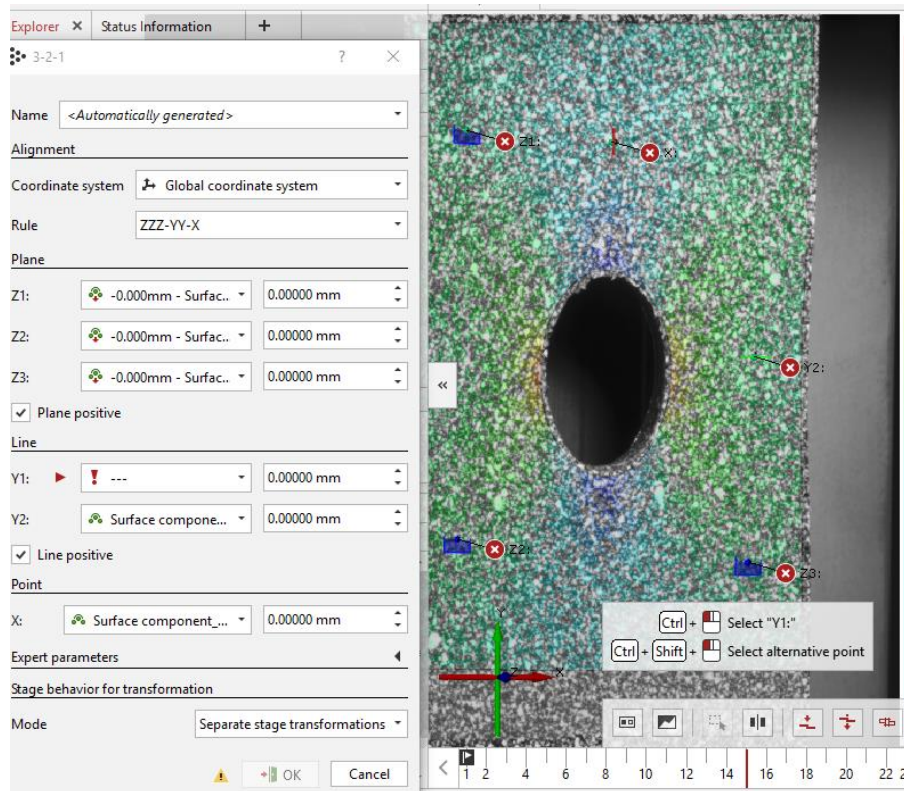 Explorer × Status Information +
3-2-1 ? ×
Name <Automatically generated>
Alignment
Coordinate system Global coordinate system
Rule ZZZ-YY-X
Plane
Z1: -0.000mm - Surfac.. 0.00000 mm
Z2: -0.000mm - Surfac.. 0.00000 mm
Z3: -0.000mm - Surfac.. 0.00000 mm
Plane positive
Line
Y1: --- 0.00000 mm
Y2: Surface compone... 0.00000 mm
Line positive
Point
X: Surface component_... 0.00000 mm
Expert parameters
Stage behavior for transformation
Mode Separate stage transformations
OK Cancel
Z1:
X:
«
Y2:
Z2:
Z3:
Ctrl + Select "Y1:"
Ctrl + Shift + Select alternative point
Y
Z
X
1 2 4 6 8 10 12 14 16 18 20 22